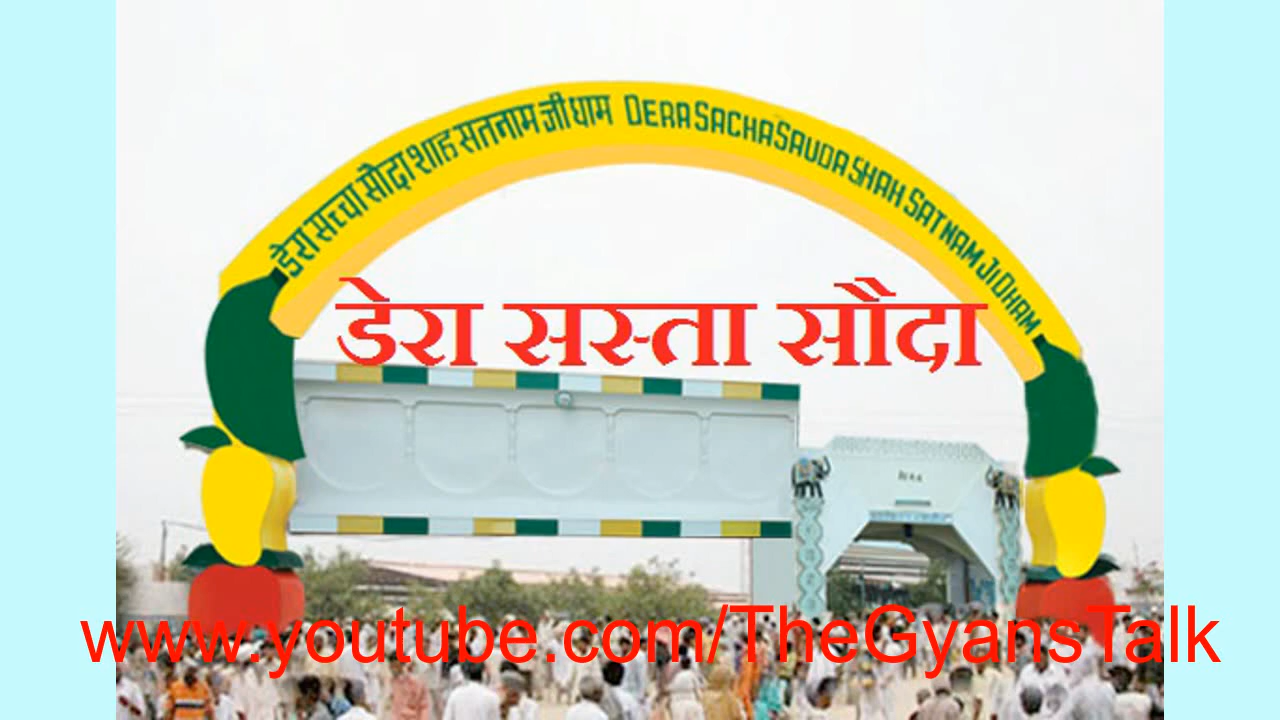 डेरा सच्चा सौदा शाह सतनाम जी धाम DERA SACHA SAUDA SHAH SATNAM JI DHAM
डेरा सस्ता सौदा
www.youtube.com/TheGyansTalk